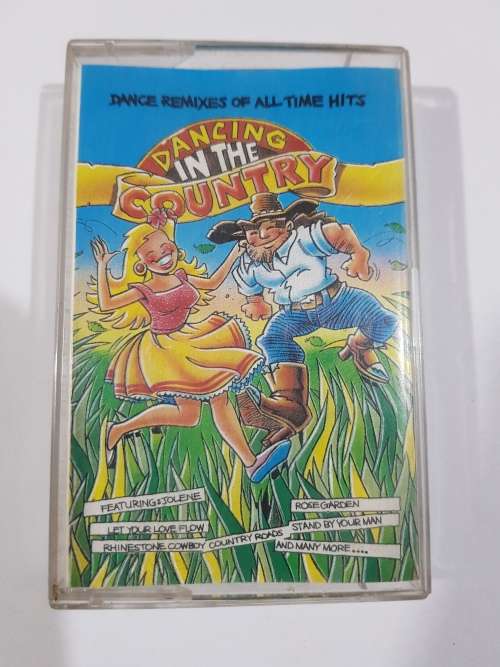 DANCE REMIXES OF ALL TIME HITS
DANCING
IN THE
COUNTRY
FEATURING: JOLENE
ROSE GARDEN
LET YOUR LOVE FLOW
STAND BY YOUR MAN
RHINESTONE COWBOY COUNTRY ROADS
AND MANY MORE....